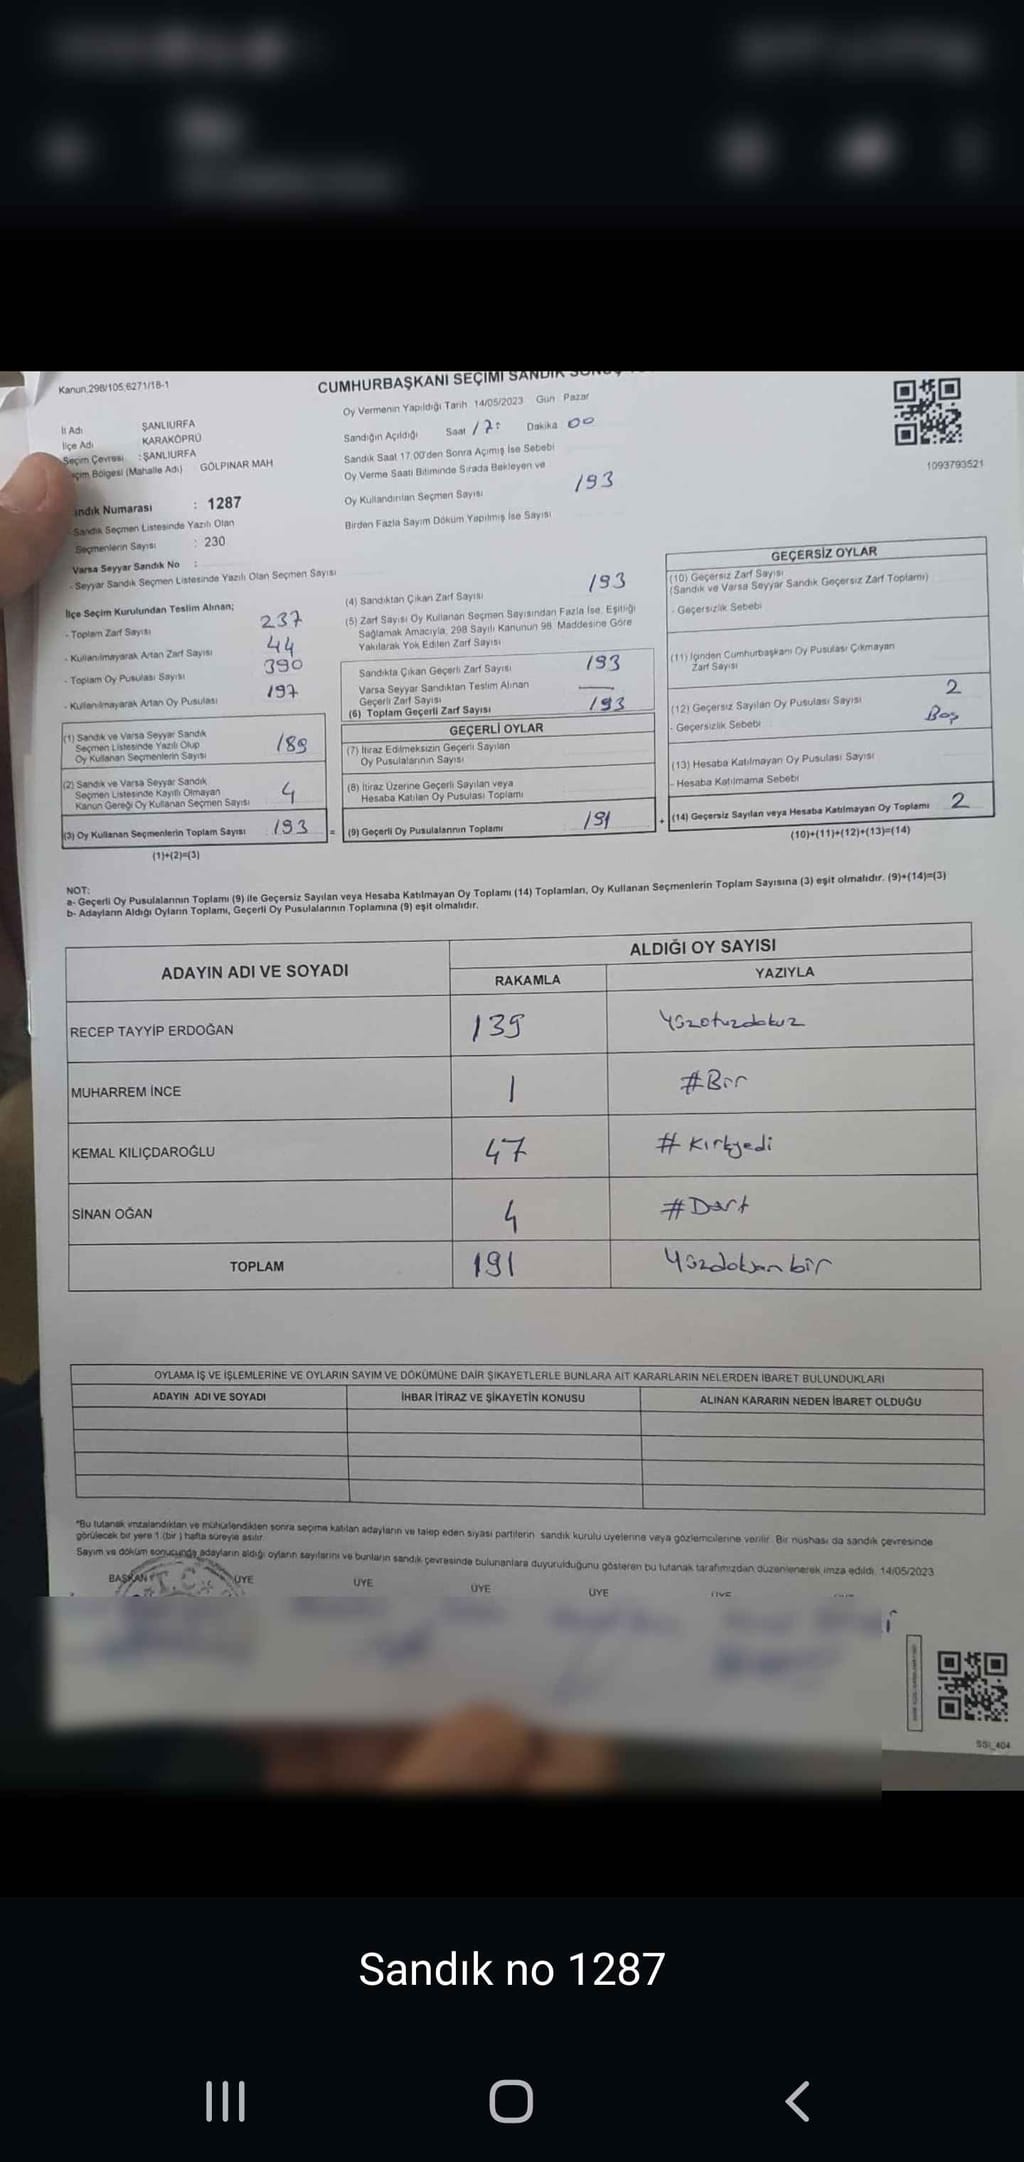 Kanun.298/105,6271/18-1
CUMHURBAŞKANI SEÇİMİ SANDIK
Oy Vermenin Yapıldığı Tarih 14/05/2023 Gün Pazar
İl Adı ŞANLIURFA
İlçe Adı KARAKÖPRÜ
Seçim Çevresi : ŞANLIURFA
Bölgesi (Mahalle Adı) GÖLPINAR MAH
Sandığın Açıldığı Saat 17: Dakika 00
Sandık Saat 17.00'den Sonra Açılmış İse Sebebi
Oy Verme Saati Bitiminde Sırada Bekleyen ve
Oy Kullandırılan Seçmen Sayısı 193
Birden Fazla Sayım Döküm Yapılmış İse Sayısı
1093793521
Numarası : 1287
Sandık Seçmen Listesinde Yazılı Olan
Seçmenlerin Sayısı : 230
Varsa Seyyar Sandık No :
- Seyyar Sandık Seçmen Listesinde Yazılı Olan Seçmen Sayısı
İlçe Seçim Kurulundan Teslim Alınan;
- Toplam Zarf Sayısı 237
- Kullanılmayarak Artan Zarf Sayısı 44
- Toplam Oy Pusulası Sayısı 390
- Kullanılmayarak Artan Oy Pusulası 197
(1) Sandık ve Varsa Seyyar Sandık
Seçmen Listesinde Yazılı Olup
Oy Kullanan Seçmenlerin Sayısı 189
(2) Sandık ve Varsa Seyyar Sandık
Seçmen Listesinde Kayıtlı Olmayan
Kanun Gereği Oy Kullanan Seçmen Sayısı 4
(3) Oy Kullanan Seçmenlerin Toplam Sayısı 193 =
(1)+(2)=(3)
(4) Sandıktan Çıkan Zarf Sayısı 193
(5) Zarf Sayısı Oy Kullanan Seçmen Sayısından Fazla İse, Eşitliği
Sağlamak Amacıyla, 298 Sayılı Kanunun 98. Maddesine Göre
Yakılarak Yok Edilen Zarf Sayısı
Sandıkta Çıkan Geçerli Zarf Sayısı 193
Varsa Seyyar Sandıktan Teslim Alınan
Geçerli Zarf Sayısı —
(6) Toplam Geçerli Zarf Sayısı 193
GEÇERLİ OYLAR
(7) İtiraz Edilmeksizin Geçerli Sayılan
Oy Pusulalarının Sayısı
(8) İtiraz Üzerine Geçerli Sayılan veya
Hesaba Katılan Oy Pusulası Toplamı
(9) Geçerli Oy Pusulalarının Toplamı 191 +
GEÇERSİZ OYLAR
(10) Geçersiz Zarf Sayısı
(Sandık ve Varsa Seyyar Sandık Geçersiz Zarf Toplamı)
- Geçersizlik Sebebi
(11) İçinden Cumhurbaşkanı Oy Pusulası Çıkmayan
Zarf Sayısı
(12) Geçersiz Sayılan Oy Pusulası Sayısı 2
- Geçersizlik Sebebi Boş
(13) Hesaba Katılmayan Oy Pusulası Sayısı
- Hesaba Katılmama Sebebi
(14) Geçersiz Sayılan veya Hesaba Katılmayan Oy Toplamı 2
(10)+(11)+(12)+(13)=(14)
NOT:
a- Geçerli Oy Pusulalarının Toplamı (9) ile Geçersiz Sayılan veya Hesaba Katılmayan Oy Toplamı (14) Toplamları, Oy Kullanan Seçmenlerin Toplam Sayısına (3) eşit olmalıdır. (9)+(14)=(3)
b- Adayların Aldığı Oyların Toplamı, Geçerli Oy Pusulalarının Toplamına (9) eşit olmalıdır.
ADAYIN ADI VE SOYADI ALDIĞI OY SAYISI
RAKAMLA YAZIYLA
RECEP TAYYİP ERDOĞAN 139 Yüzotuzdokuz
MUHARREM İNCE 1 #Bir
KEMAL KILIÇDAROĞLU 47 #Kırkyedi
SİNAN OĞAN 4 #Dört
TOPLAM 191 Yüzdoksanbir
OYLAMA İŞ VE İŞLEMLERİNE VE OYLARIN SAYIM VE DÖKÜMÜNE DAİR ŞİKAYETLERLE BUNLARA AİT KARARLARIN NELERDEN İBARET BULUNDUKLARI
ADAYIN ADI VE SOYADI İHBAR İTİRAZ VE ŞİKAYETİN KONUSU ALINAN KARARIN NEDEN İBARET OLDUĞU
*Bu tutanak imzalandıktan ve mühürlendikten sonra seçime katılan adayların ve talep eden siyasi partilerin sandık kurulu üyelerine veya gözlemcilerine verilir. Bir nüshası da sandık çevresinde
görülecek bir yere 1 (bir) hafta süreyle asılır.
Sayım ve döküm sonucunda adayların aldığı oyların sayılarını ve bunların sandık çevresinde bulunanlara duyurulduğunu gösteren bu tutanak tarafımızdan düzenlenerek imza edildi. 14/05/2023
BAŞKAN ÜYE ÜYE ÜYE ÜYE ÜYE
T.C.
SSİ_404
Sandık no 1287